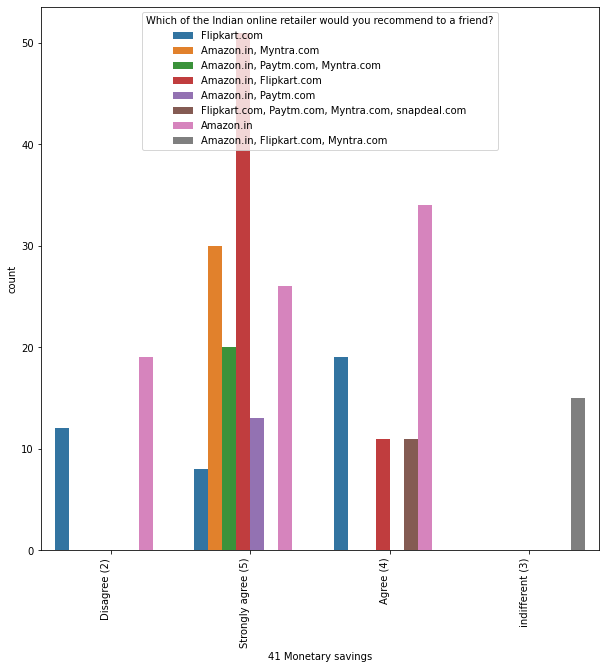 Which of the Indian online retailer would you recommend to a friend?
Flipkart.com
Amazon.in, Myntra.com
Amazon.in, Paytm.com, Myntra.com
Amazon.in, Flipkart.com
Amazon.in, Paytm.com
Flipkart.com, Paytm.com, Myntra.com, snapdeal.com
Amazon.in
Amazon.in, Flipkart.com, Myntra.com
50
40
30
20
10
0
count
Disagree (2)
Strongly agree (5)
Agree (4)
indifferent (3)
41 Monetary savings